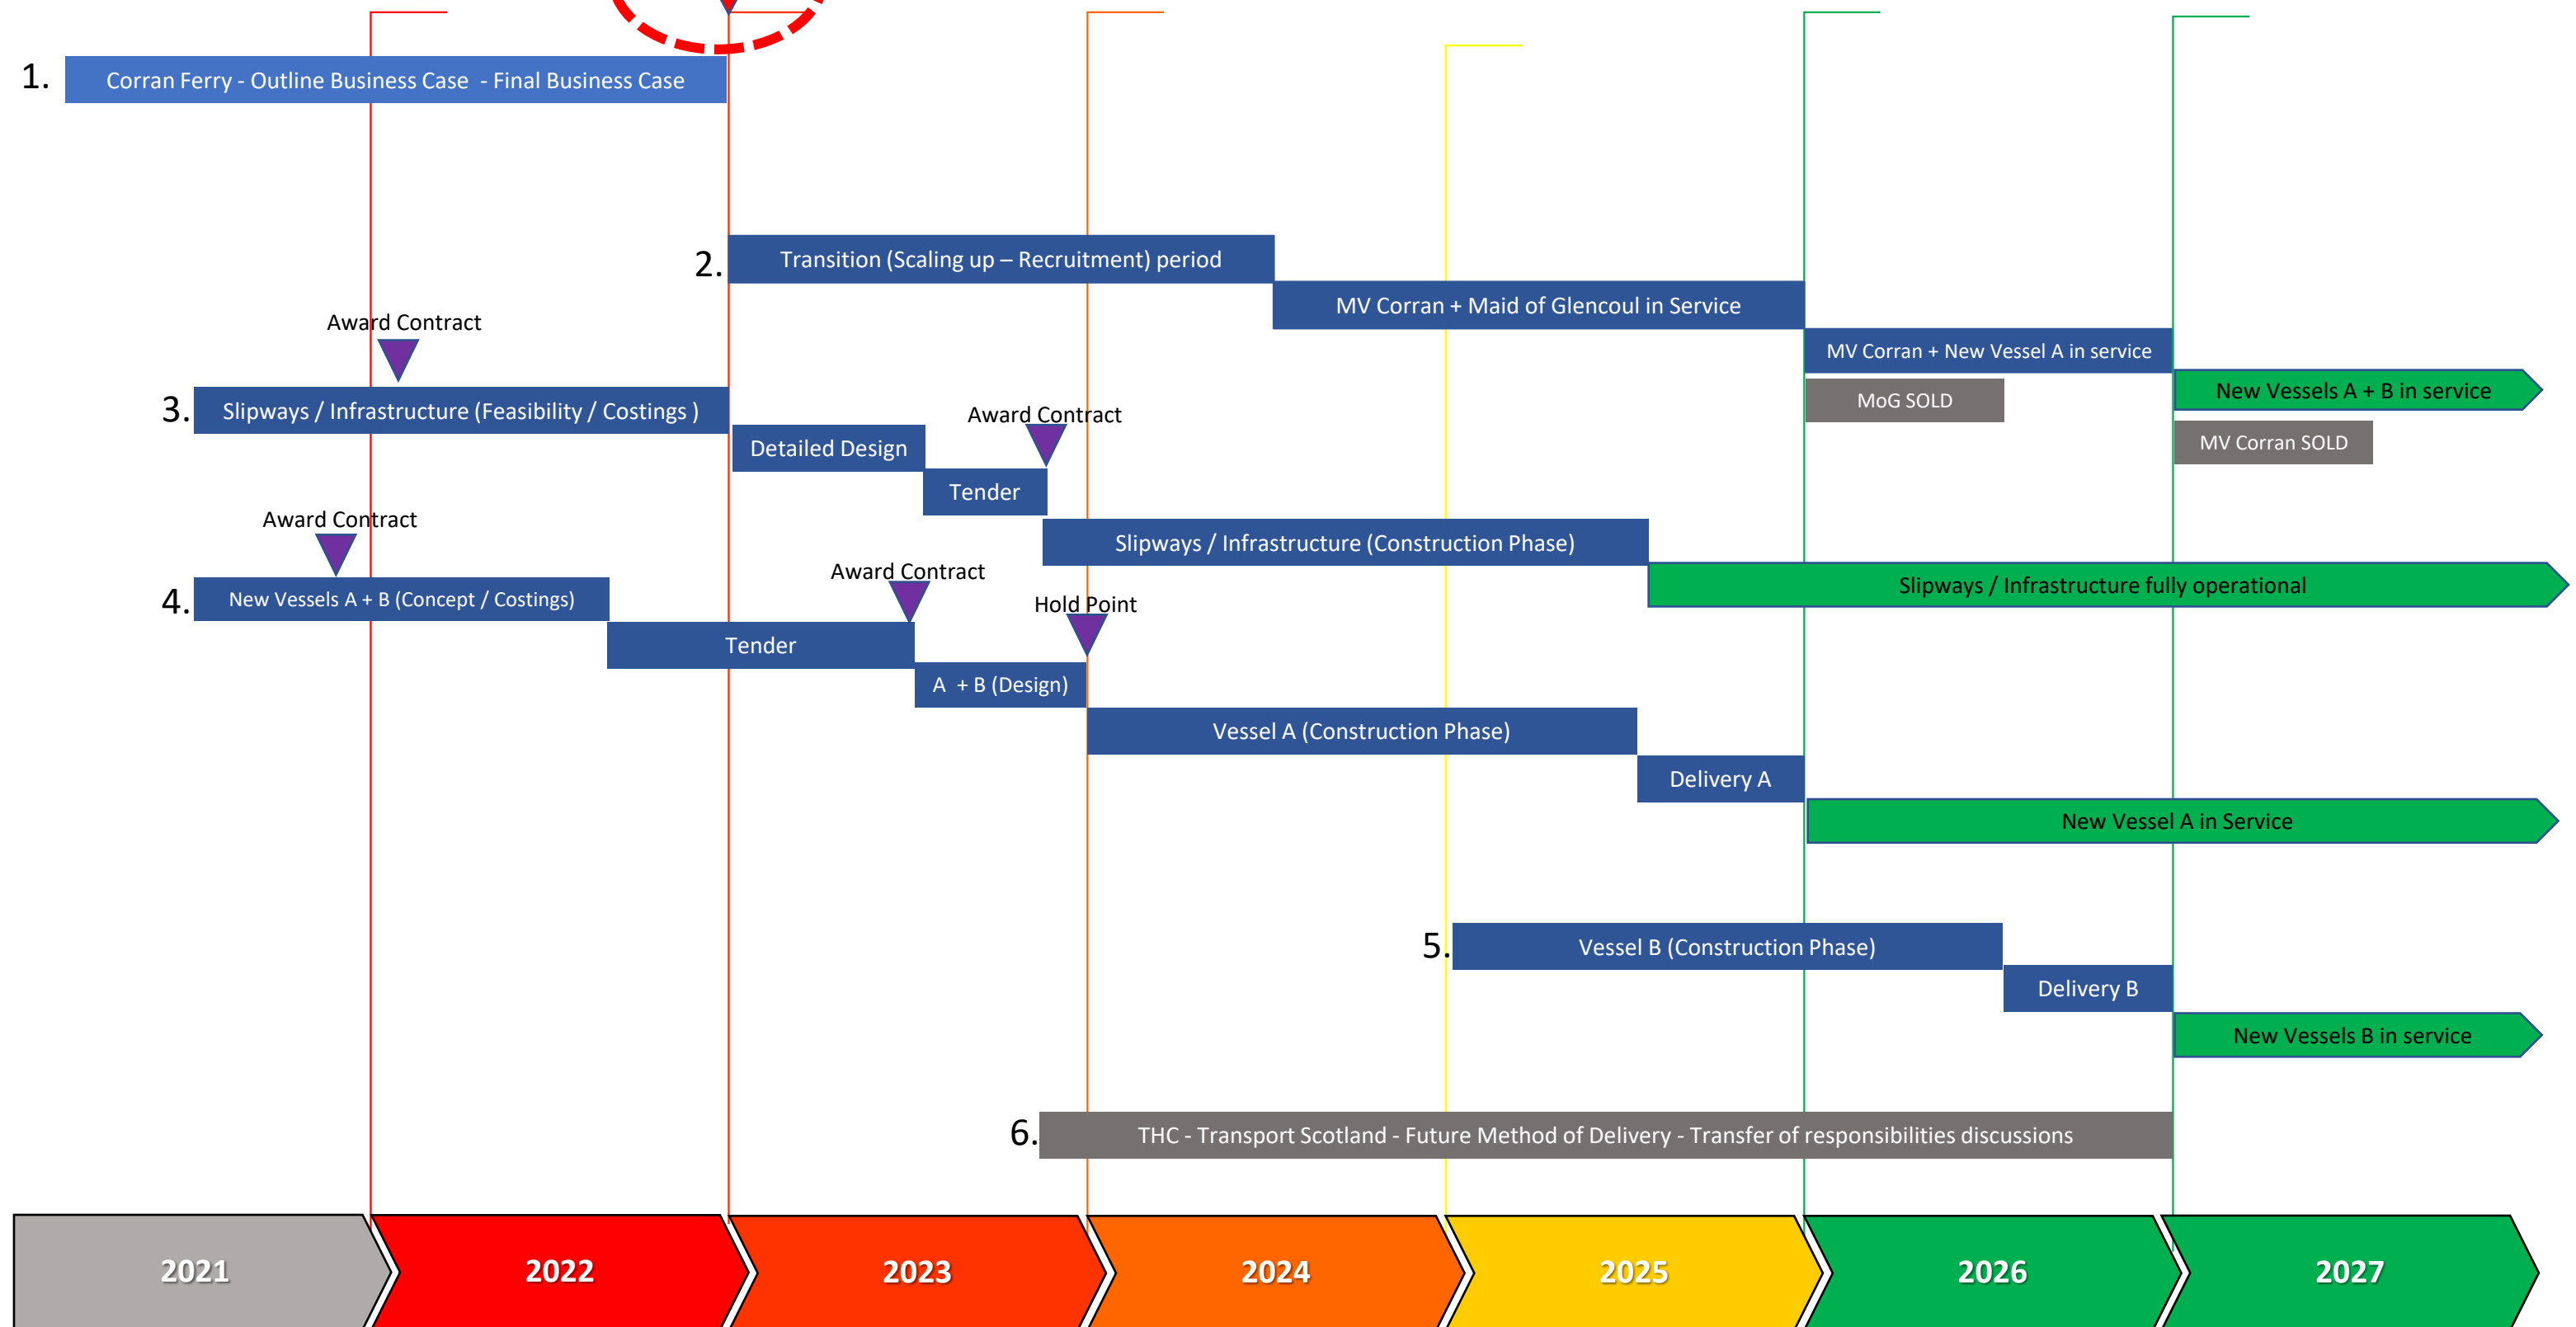 1.
Corran Ferry - Outline Business Case - Final Business Case
2.
Transition (Scaling up – Recruitment) period
MV Corran + Maid of Glencoul in Service
MV Corran + New Vessel A in service
MoG SOLD
New Vessels A + B in service
MV Corran SOLD
Award Contract
3.
Slipways / Infrastructure (Feasibility / Costings )
Detailed Design
Award Contract
Tender
Slipways / Infrastructure (Construction Phase)
Slipways / Infrastructure fully operational
Award Contract
4.
New Vessels A + B (Concept / Costings)
Award Contract
Tender
Hold Point
A + B (Design)
Vessel A (Construction Phase)
Delivery A
New Vessel A in Service
5.
Vessel B (Construction Phase)
Delivery B
New Vessels B in service
6.
THC - Transport Scotland - Future Method of Delivery - Transfer of responsibilities discussions
2021
2022
2023
2024
2025
2026
2027